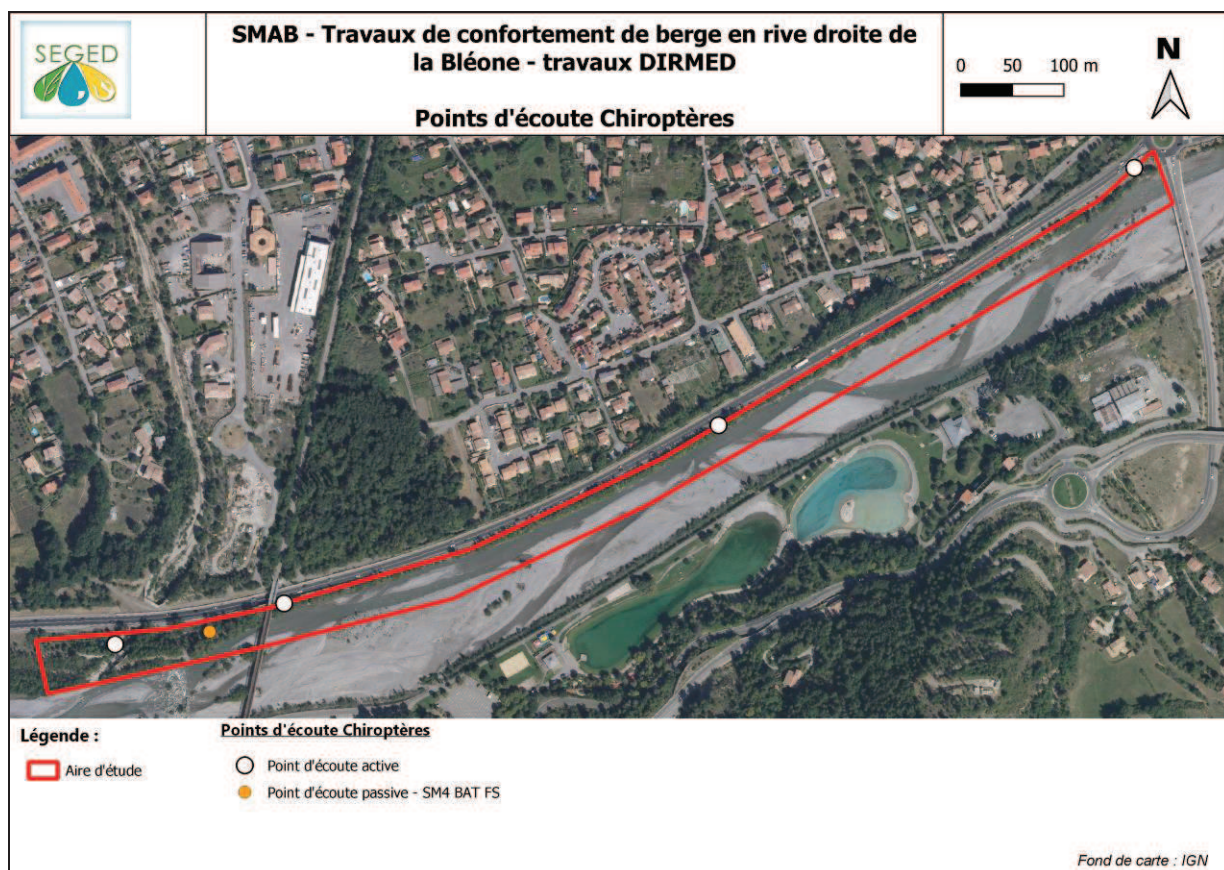 SEGED
SMAB - Travaux de confortement de berge en rive droite de
la Bléone - travaux DIRMED
Points d'écoute Chiroptères
0 50 100 m
N
Légende :
Aire d'étude
Points d'écoute Chiroptères
Point d'écoute active
Point d'écoute passive - SM4 BAT FS
Fond de carte : IGN